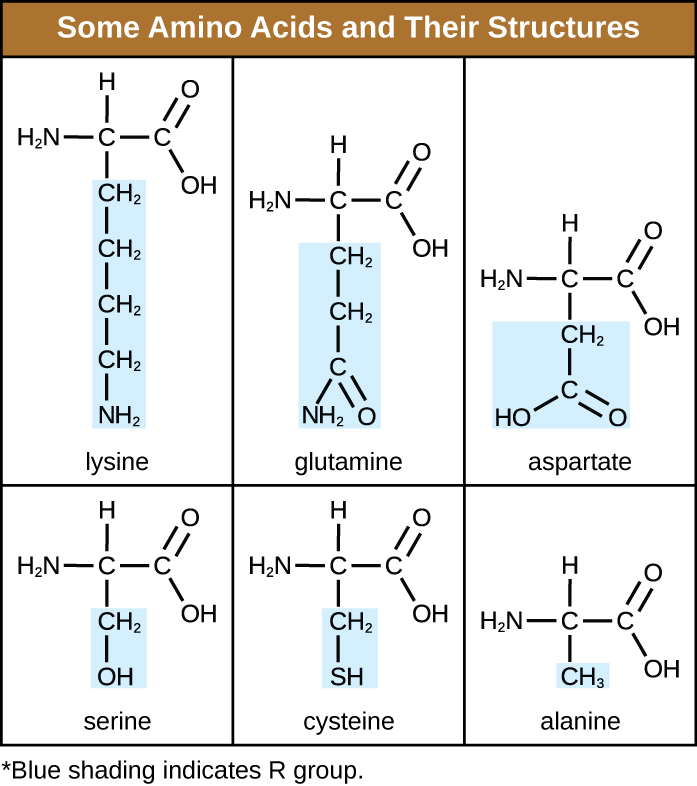 Some Amino Acids and Their Structures
H
O
H₂N
C
C
OH
CH₂
CH₂
CH₂
CH₂
NH₂
lysine
H
O
H₂N
C
C
OH
CH₂
CH₂
C
NH₂
O
glutamine
H
O
H₂N
C
C
OH
CH₂
C
HO
O
aspartate
H
O
H₂N
C
C
OH
CH₂
OH
serine
H
O
H₂N
C
C
OH
CH₂
SH
cysteine
H
O
H₂N
C
C
OH
CH₃
alanine
*Blue shading indicates R group.